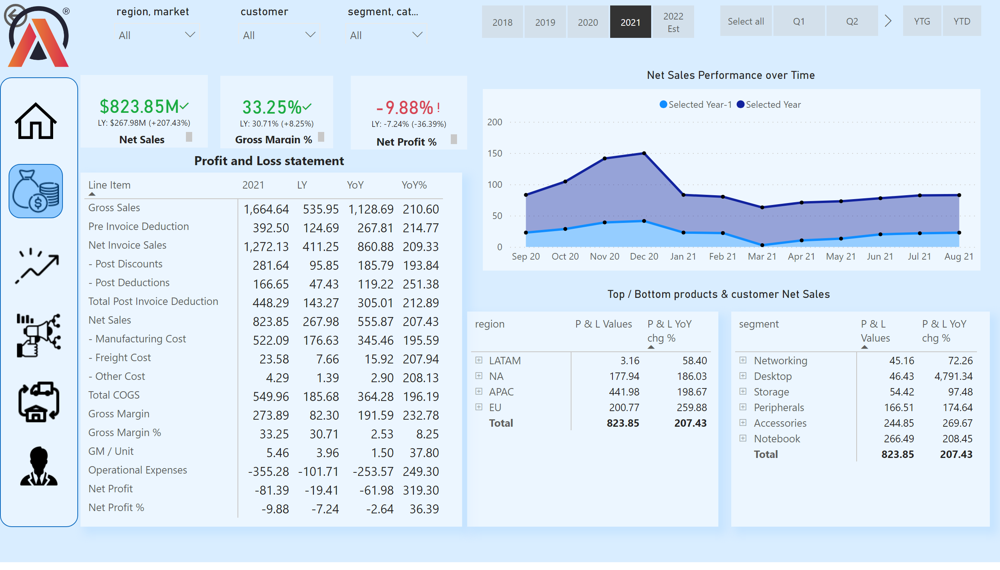 ®
region, market
customer
segment, cat...
All
All
All
2018
2019
2020
2021
2022
Est
Select all
Q1
Q2
YTG
YTD
$823.85M
LY: $267.98M (+207.43%)
Net Sales
33.25%
LY: 30.71% (+8.25%)
Gross Margin %
-9.88% !
LY: -7.24% (-36.39%)
Net Profit %
Profit and Loss statement
Line Item 2021 LY YoY YoY%
Gross Sales 1,664.64 535.95 1,128.69 210.60
Pre Invoice Deduction 392.50 124.69 267.81 214.77
Net Invoice Sales 1,272.13 411.25 860.88 209.33
- Post Discounts 281.64 95.85 185.79 193.84
- Post Deductions 166.65 47.43 119.22 251.38
Total Post Invoice Deduction 448.29 143.27 305.01 212.89
Net Sales 823.85 267.98 555.87 207.43
- Manufacturing Cost 522.09 176.63 345.46 195.59
- Freight Cost 23.58 7.66 15.92 207.94
- Other Cost 4.29 1.39 2.90 208.13
Total COGS 549.96 185.68 364.28 196.19
Gross Margin 273.89 82.30 191.59 232.78
Gross Margin % 33.25 30.71 2.53 8.25
GM / Unit 5.46 3.96 1.50 37.80
Operational Expenses -355.28 -101.71 -253.57 249.30
Net Profit -81.39 -19.41 -61.98 319.30
Net Profit % -9.88 -7.24 -2.64 36.39
Net Sales Performance over Time
Selected Year-1 Selected Year
200
150
100
50
0
Sep 20 Oct 20 Nov 20 Dec 20 Jan 21 Feb 21 Mar 21 Apr 21 May 21 Jun 21 Jul 21 Aug 21
Top / Bottom products & customer Net Sales
region P & L Values P & L YoY
chg %
LATAM 3.16 58.40
NA 177.94 186.03
APAC 441.98 198.67
EU 200.77 259.88
Total 823.85 207.43
segment P & L P & L YoY
Values chg %
Networking 45.16 72.26
Desktop 46.43 4,791.34
Storage 54.42 97.48
Peripherals 166.51 174.64
Accessories 244.85 269.67
Notebook 266.49 208.45
Total 823.85 207.43